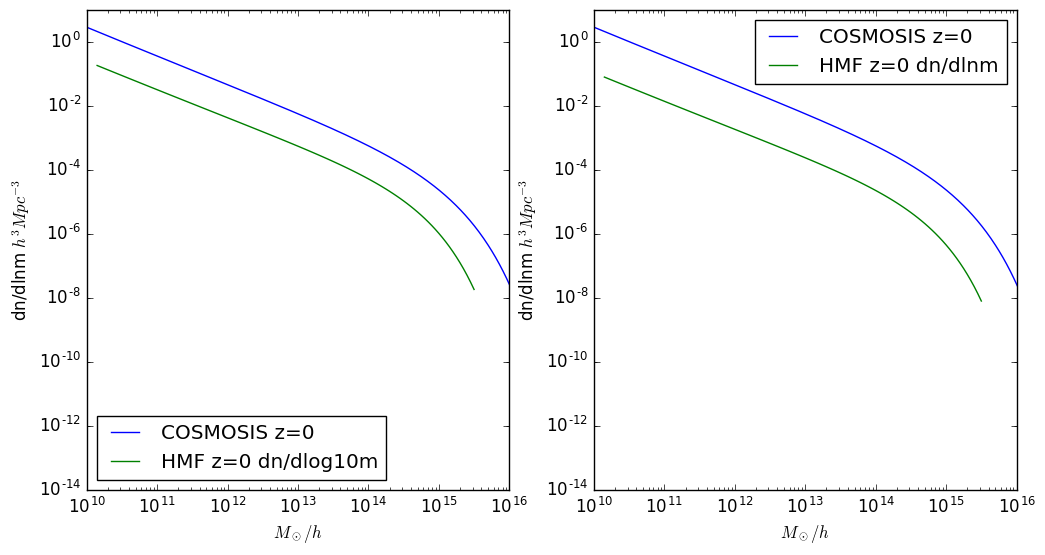 10^0
10^-2
10^-4
10^-6
10^-8
10^-10
10^-12
10^-14
dn/dlnm h^3 Mpc^-3
COSMOSIS z=0
HMF z=0 dn/dlog10m
10^10 10^11 10^12 10^13 10^14 10^15 10^16
M_⊙/h
10^0
10^-2
10^-4
10^-6
10^-8
10^-10
10^-12
10^-14
dn/dlnm h^3 Mpc^-3
COSMOSIS z=0
HMF z=0 dn/dlnm
10^10 10^11 10^12 10^13 10^14 10^15 10^16
M_⊙/h